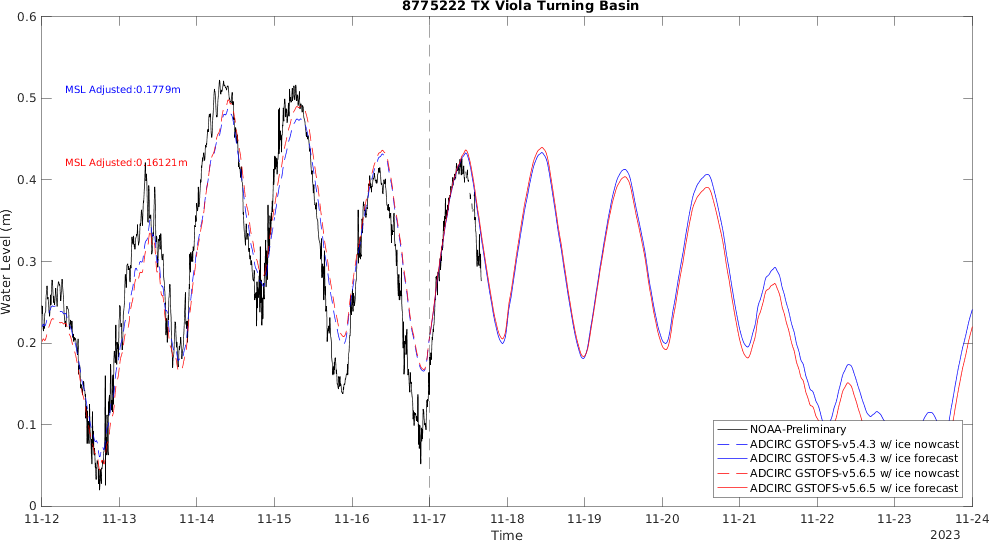 8775222 TX Viola Turning Basin
0.6
0.5
0.4
0.3
0.2
0.1
0
Water Level (m)
MSL Adjusted:0.1779m
MSL Adjusted:0.16121m
NOAA-Preliminary
ADCIRC GSTOFS-v5.4.3 w/ ice nowcast
ADCIRC GSTOFS-v5.4.3 w/ ice forecast
ADCIRC GSTOFS-v5.6.5 w/ ice nowcast
ADCIRC GSTOFS-v5.6.5 w/ ice forecast
11-12 11-13 11-14 11-15 11-16 11-17 11-18 11-19 11-20 11-21 11-22 11-23 11-24
Time
2023